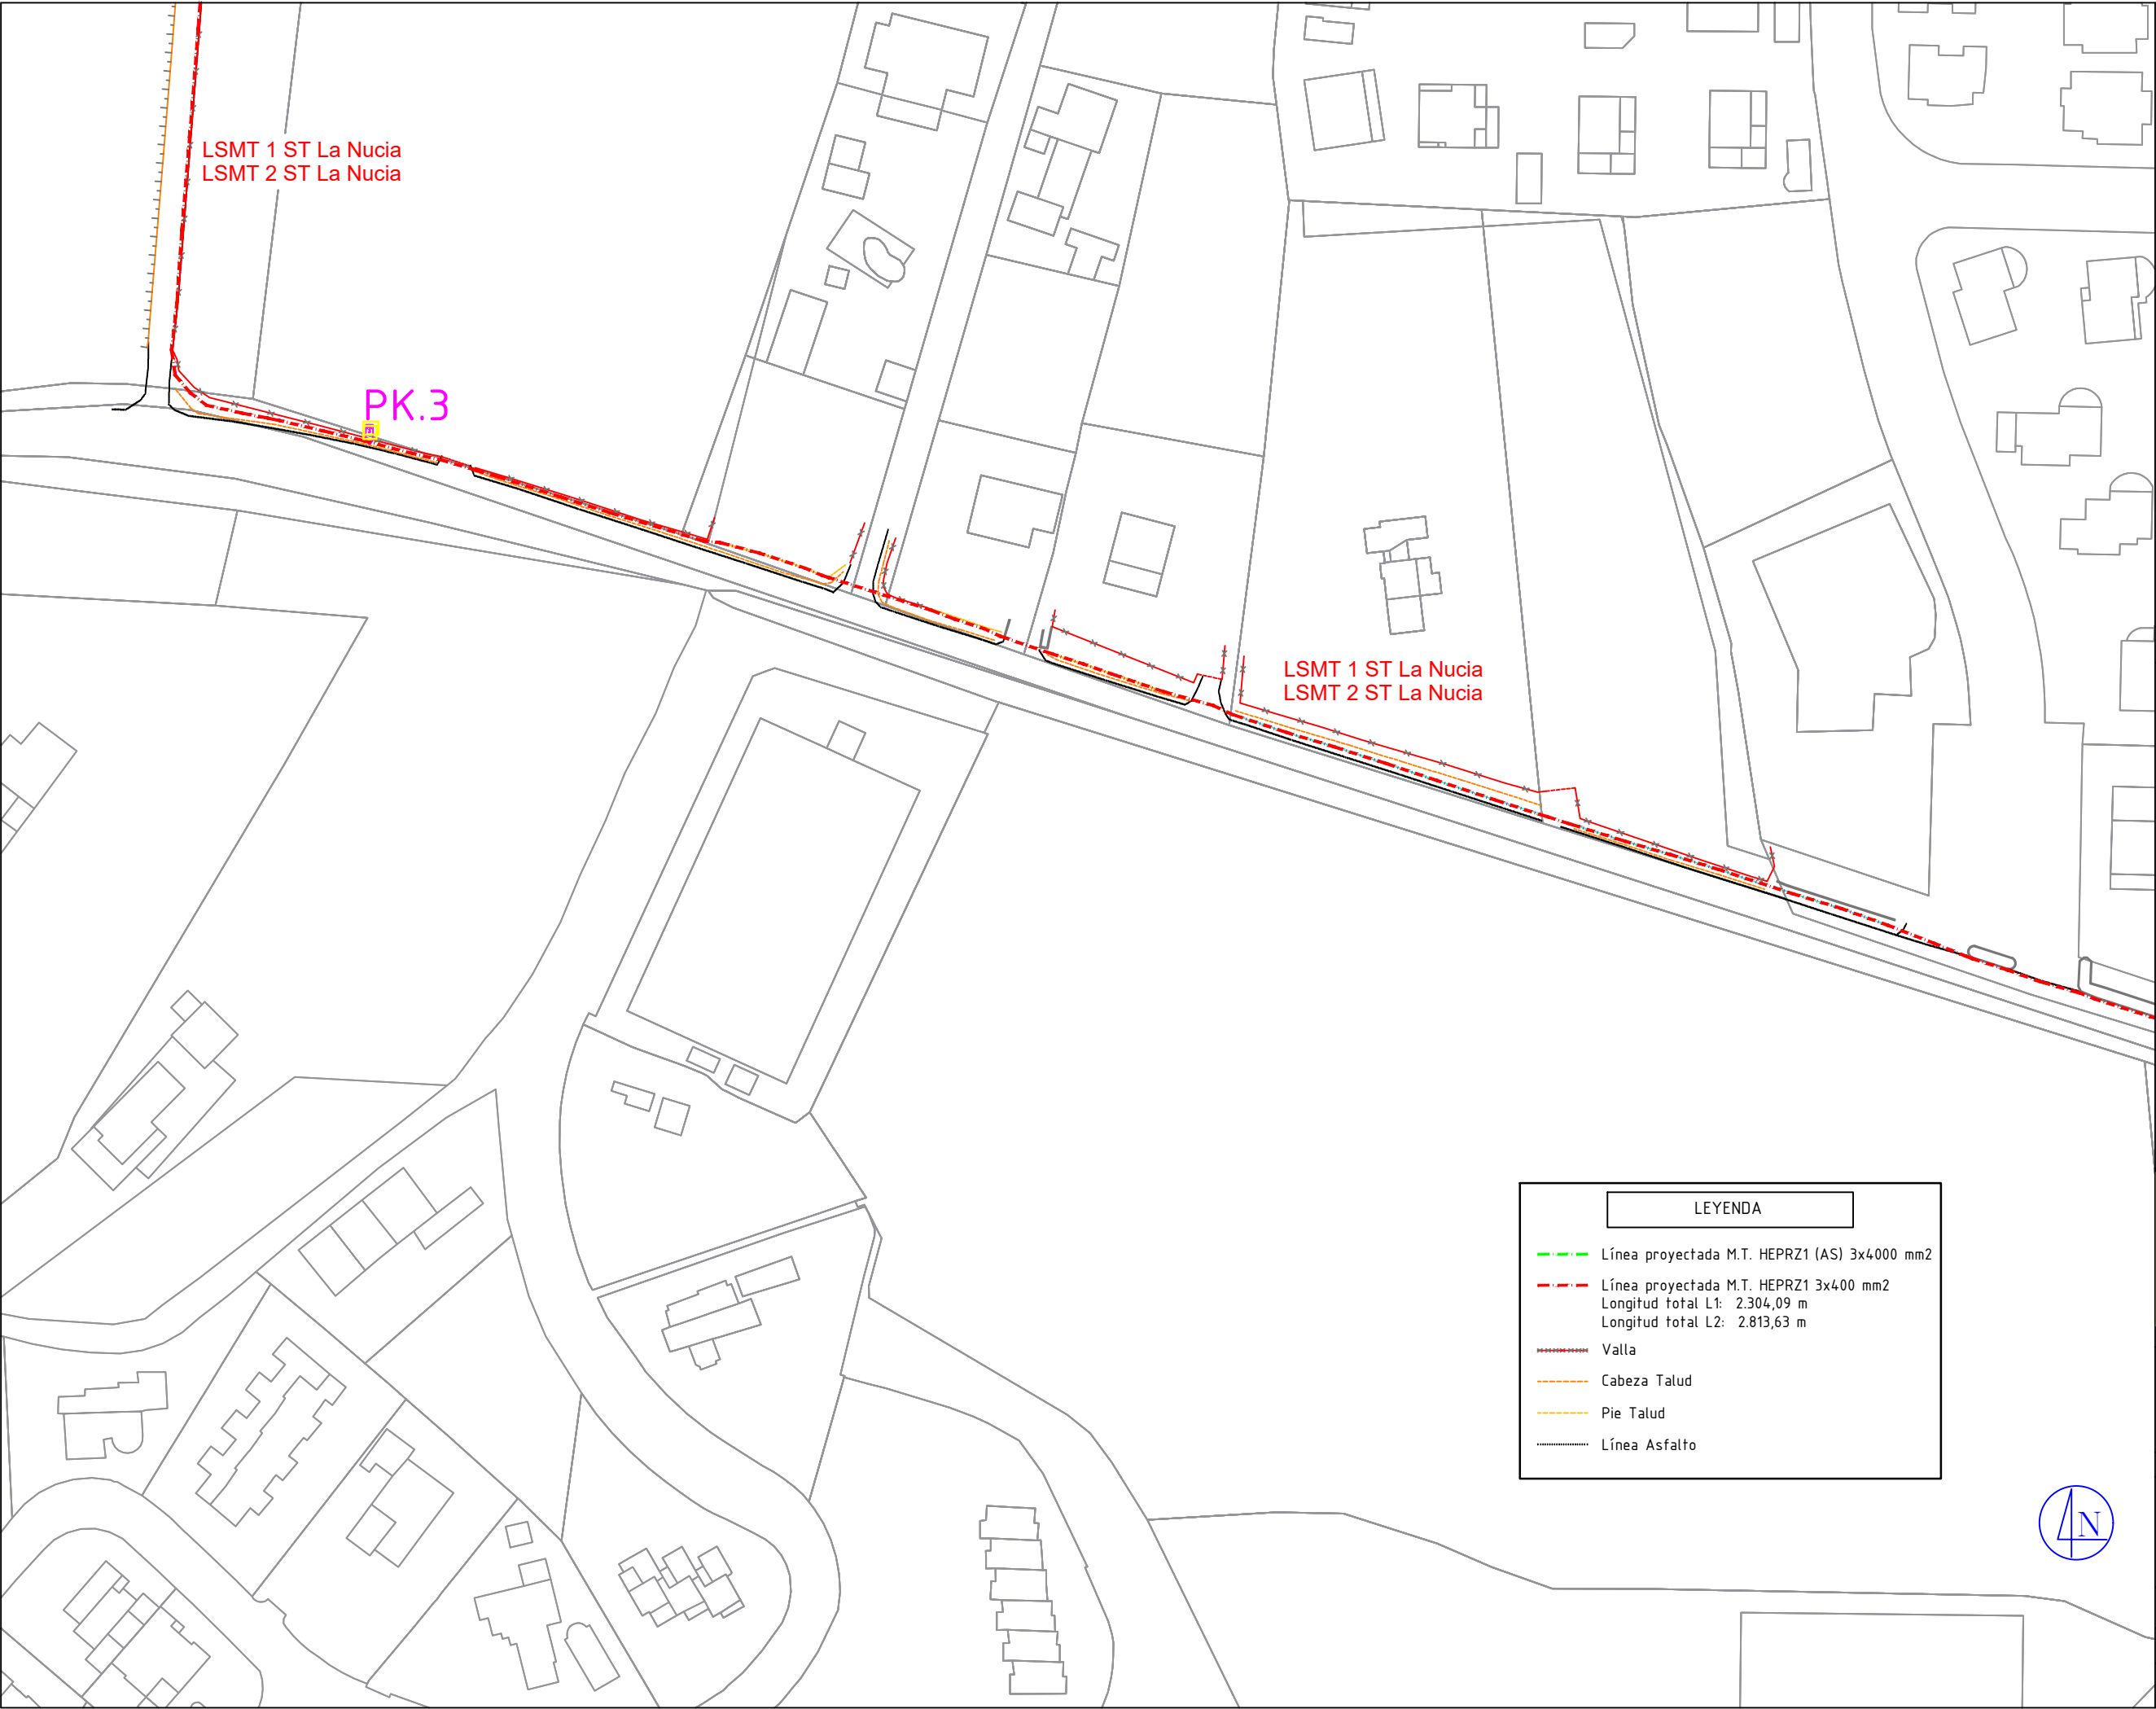 LSMT 1 ST La Nucia
LSMT 2 ST La Nucia
PK.3
LSMT 1 ST La Nucia
LSMT 2 ST La Nucia
LEYENDA
Línea proyectada M.T. HEPRZ1 (AS) 3x4000 mm2
Línea proyectada M.T. HEPRZ1 3x400 mm2
Longitud total L1: 2.304,09 m
Longitud total L2: 2.813,63 m
Valla
Cabeza Talud
Pie Talud
Línea Asfalto
N